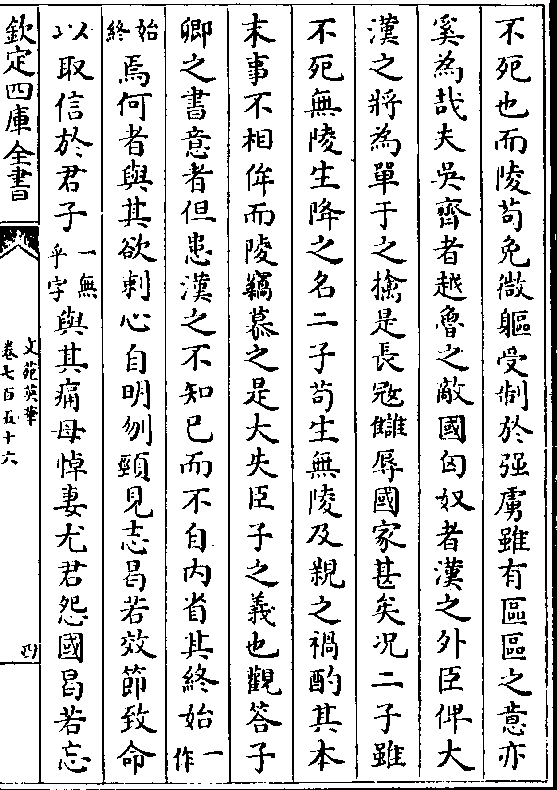 不死也而陵苟免微軀受制於强虜雖有區區之意亦
奚為哉夫吳齊者越魯之敵國匈奴者漢之外臣俾大
漢之將為單于之擒是長寇讎辱國家甚矣况二子雖
不死無陵生降之名二子苟生無陵及親之禍酌其本
末事不相侔而陵竊慕之是大失臣子之義也觀答子
卿之書意者但患漢之不知已而不自内省其終始一作
始終焉何者與其欲刺心自明刎頸見志曷若效節致命
以取信於君子一無乎字與其痛母悼妻尤君怨國曷若忘
欽定四庫全書
文苑英華
卷七百五十六
四